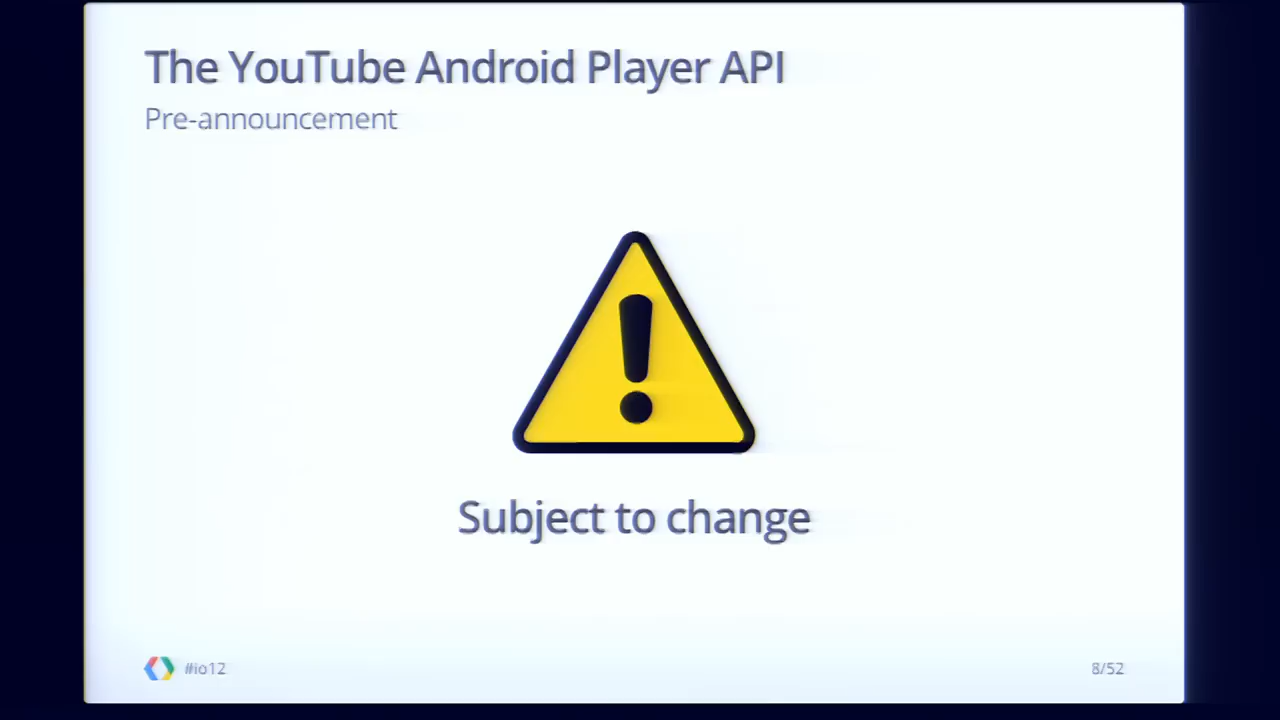 The YouTube Android Player API
Pre-announcement
Subject to change
#io12
8/52